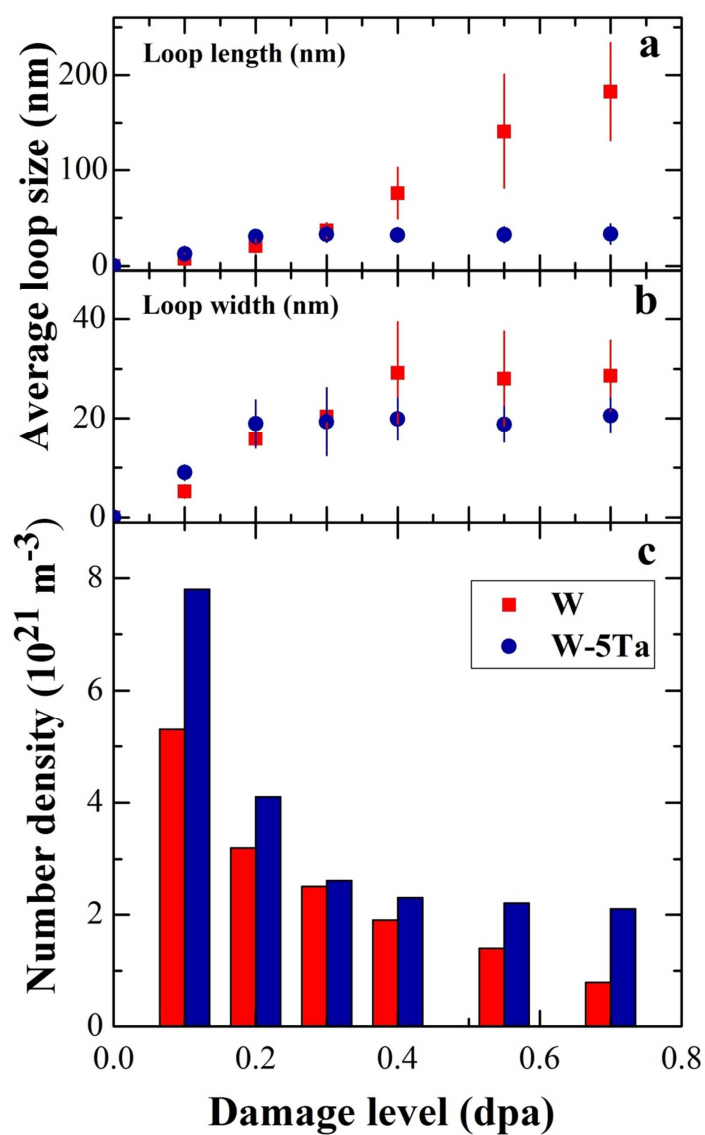 Average loop size (nm)
Loop length (nm)
a
200
100
0
Loop width (nm)
b
40
20
0
Number density (10²¹ m⁻³)
c
W
W-5Ta
8
6
4
2
0
0.0 0.2 0.4 0.6 0.8
Damage level (dpa)